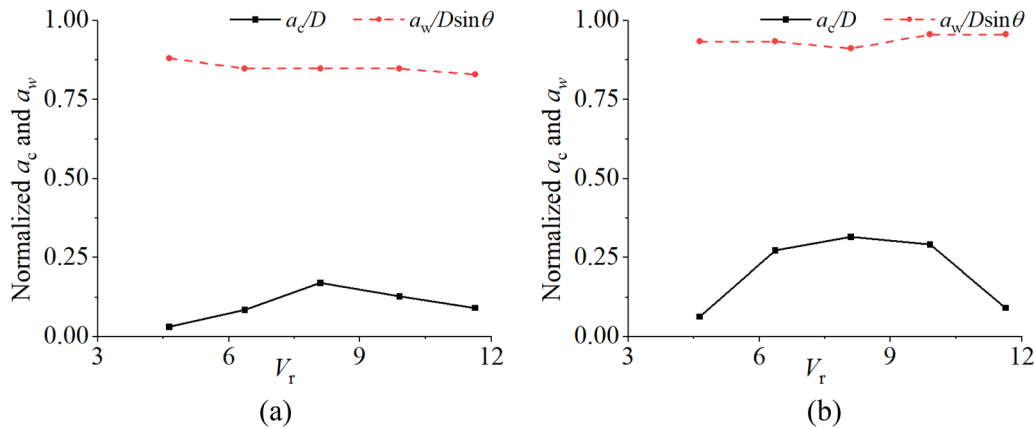 a_c/D a_w/Dsin θ
1.00
0.75
0.50
0.25
0.00
Normalized a_c and a_w
3 6 9 12
V_r
(a)
a_c/D a_w/Dsin θ
1.00
0.75
0.50
0.25
0.00
Normalized a_c and a_w
3 6 9 12
V_r
(b)